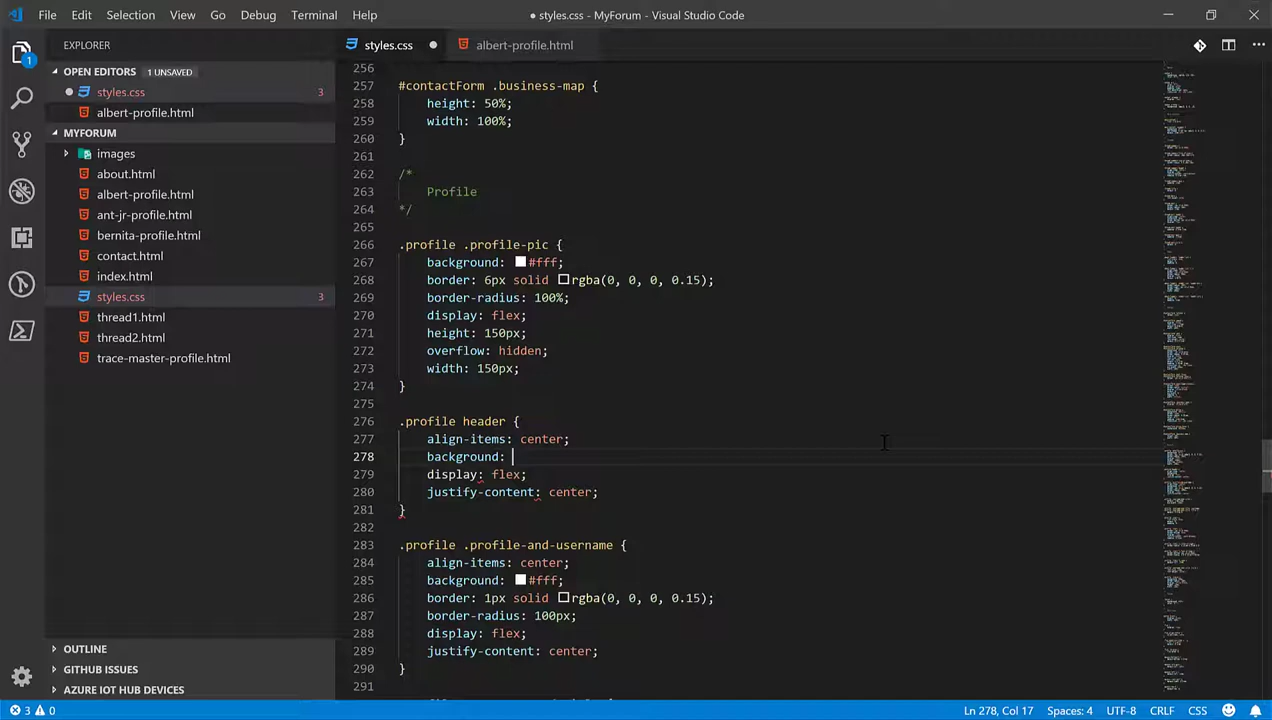 File Edit Selection View Go Debug Terminal Help
● styles.css - MyForum - Visual Studio Code
EXPLORER
OPEN EDITORS 1 UNSAVED
styles.css 3
albert-profile.html
MYFORUM
images
about.html
albert-profile.html
ant-jr-profile.html
bernita-profile.html
contact.html
index.html
styles.css 3
thread1.html
thread2.html
trace-master-profile.html
OUTLINE
GITHUB ISSUES
AZURE IOT HUB DEVICES
1
styles.css ● albert-profile.html
256
257 #contactForm .business-map {
258 height: 50%;
259 width: 100%;
260 }
261
262 /*
263 Profile
264 */
265
266 .profile .profile-pic {
267 background: #fff;
268 border: 6px solid rgba(0, 0, 0, 0.15);
269 border-radius: 100%;
270 display: flex;
271 height: 150px;
272 overflow: hidden;
273 width: 150px;
274 }
275
276 .profile header {
277 align-items: center;
278 background:
279 display: flex;
280 justify-content: center;
281 }
282
283 .profile .profile-and-username {
284 align-items: center;
285 background: #fff;
286 border: 1px solid rgba(0, 0, 0, 0.15);
287 border-radius: 100px;
288 display: flex;
289 justify-content: center;
290 }
291
3 0 Ln 278, Col 17 Spaces: 4 UTF-8 CRLF CSS